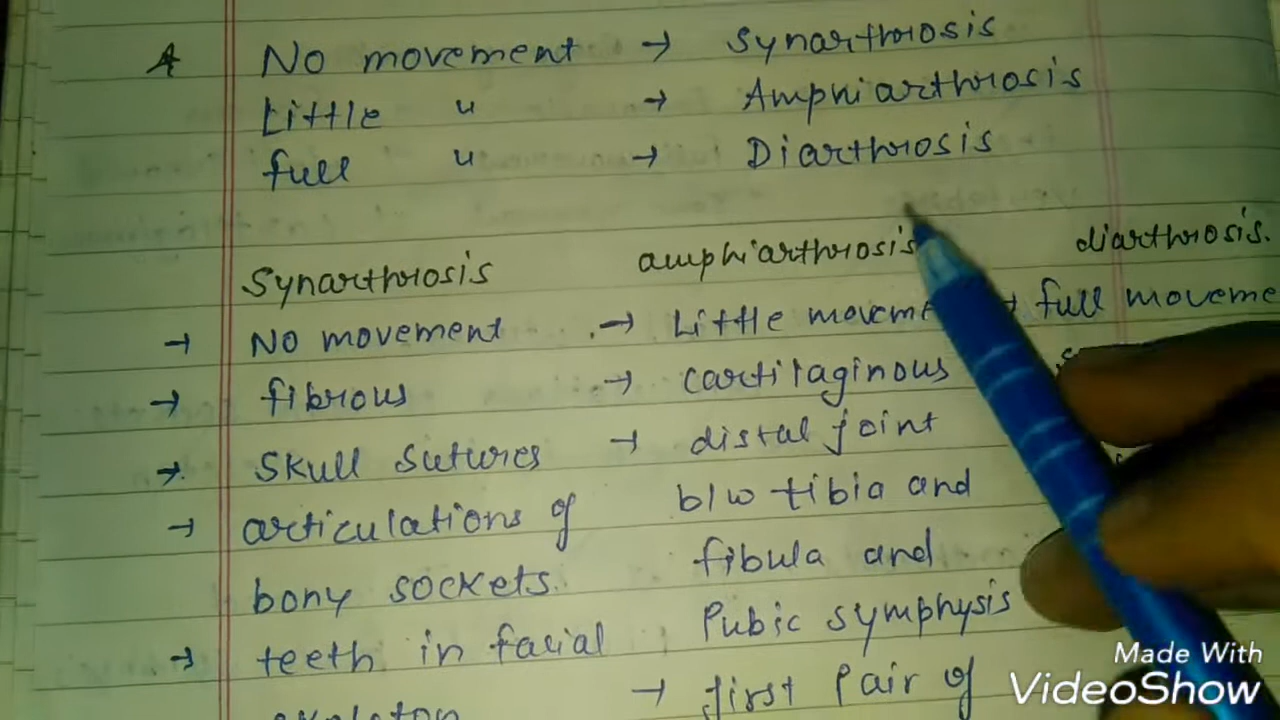 A No movement → Synarthrosis
Little " → Amphiarthrosis
full " → Diarthrosis
Synarthrosis amphiarthrosis diarthrosis.
→ No movement → Little movem → full moveme
→ fibrous → cartilaginous
→ Skull sutures → distal joint
→ articulations of b/w tibia and
bony sockets. fibula and
→ teeth in facial Pubic symphysis
→ first pair of
Made With
VideoShow